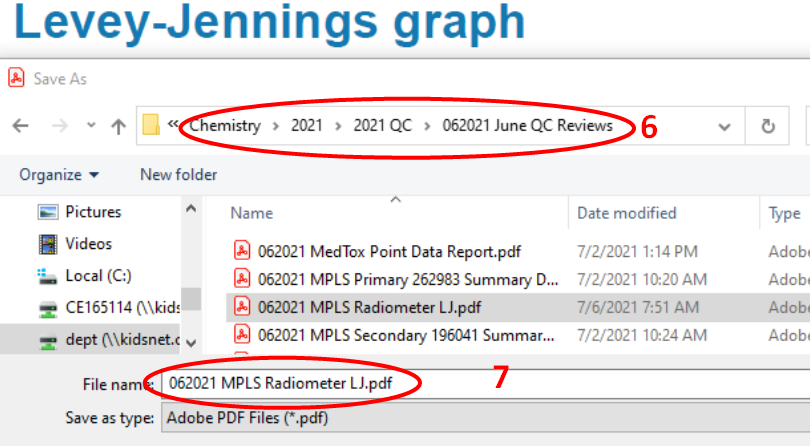 Levey-Jennings graph
Save As
« Chemistry > 2021 > 2021 QC > 062021 June QC Reviews 6
Organize New folder
Pictures Name Date modified Type
Videos 062021 MedTox Point Data Report.pdf 7/2/2021 1:14 PM Adobe
Local (C:) 062021 MPLS Primary 262983 Summary D... 7/2/2021 10:20 AM Adobe
CE165114 (\\kids 062021 MPLS Radiometer LJ.pdf 7/6/2021 7:51 AM Adobe
dept (\\kidsnet.c 062021 MPLS Secondary 196041 Summar... 7/2/2021 10:24 AM Adobe
File name: 062021 MPLS Radiometer LJ.pdf 7
Save as type: Adobe PDF Files (*.pdf)